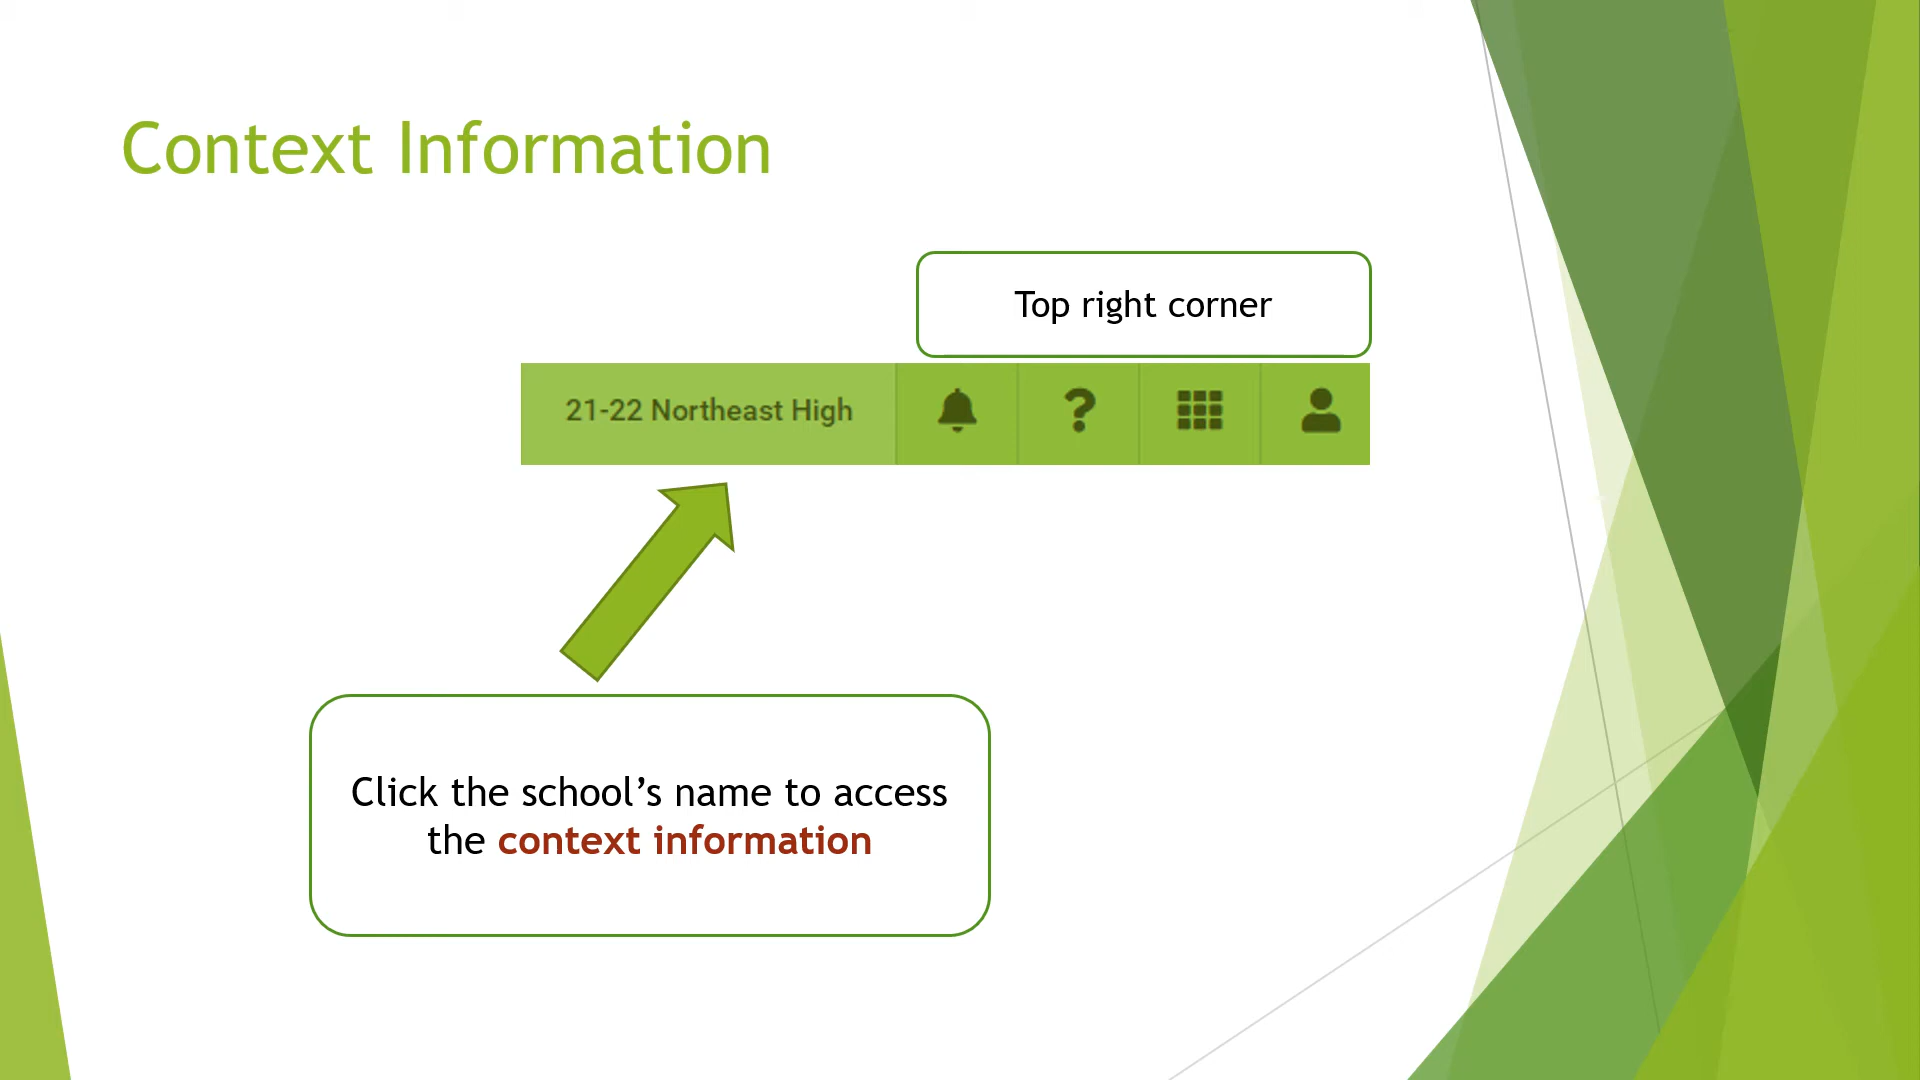 Context Information
Top right corner
21-22 Northeast High
Click the school’s name to access
the context information